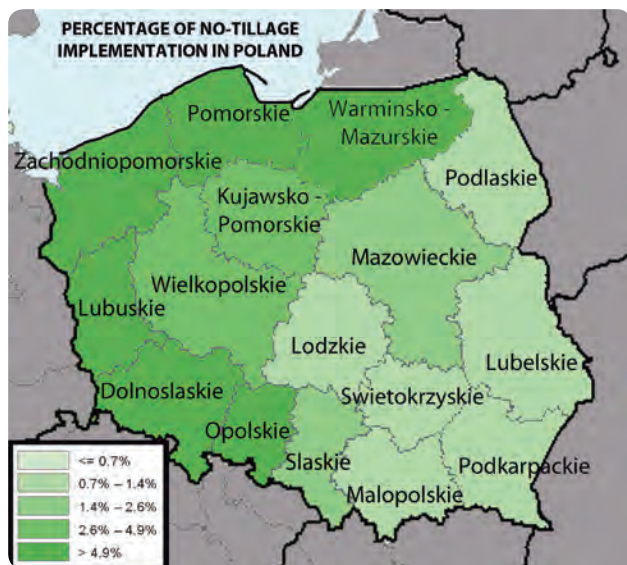 PERCENTAGE OF NO-TILLAGE
IMPLEMENTATION IN POLAND
Pomorskie
Warminsko -
Mazurskie
Zachodniopomorskie
Podlaskie
Kujawsko -
Pomorskie
Mazowieckie
Wielkopolskie
Lubuskie
Lodzkie
Lubelskie
Dolnoslaskie
Swietokrzyskie
Opolskie
Slaskie
Podkarpackie
Malopolskie
<= 0.7%
0.7% – 1.4%
1.4% – 2.6%
2.6% – 4.9%
> 4.9%